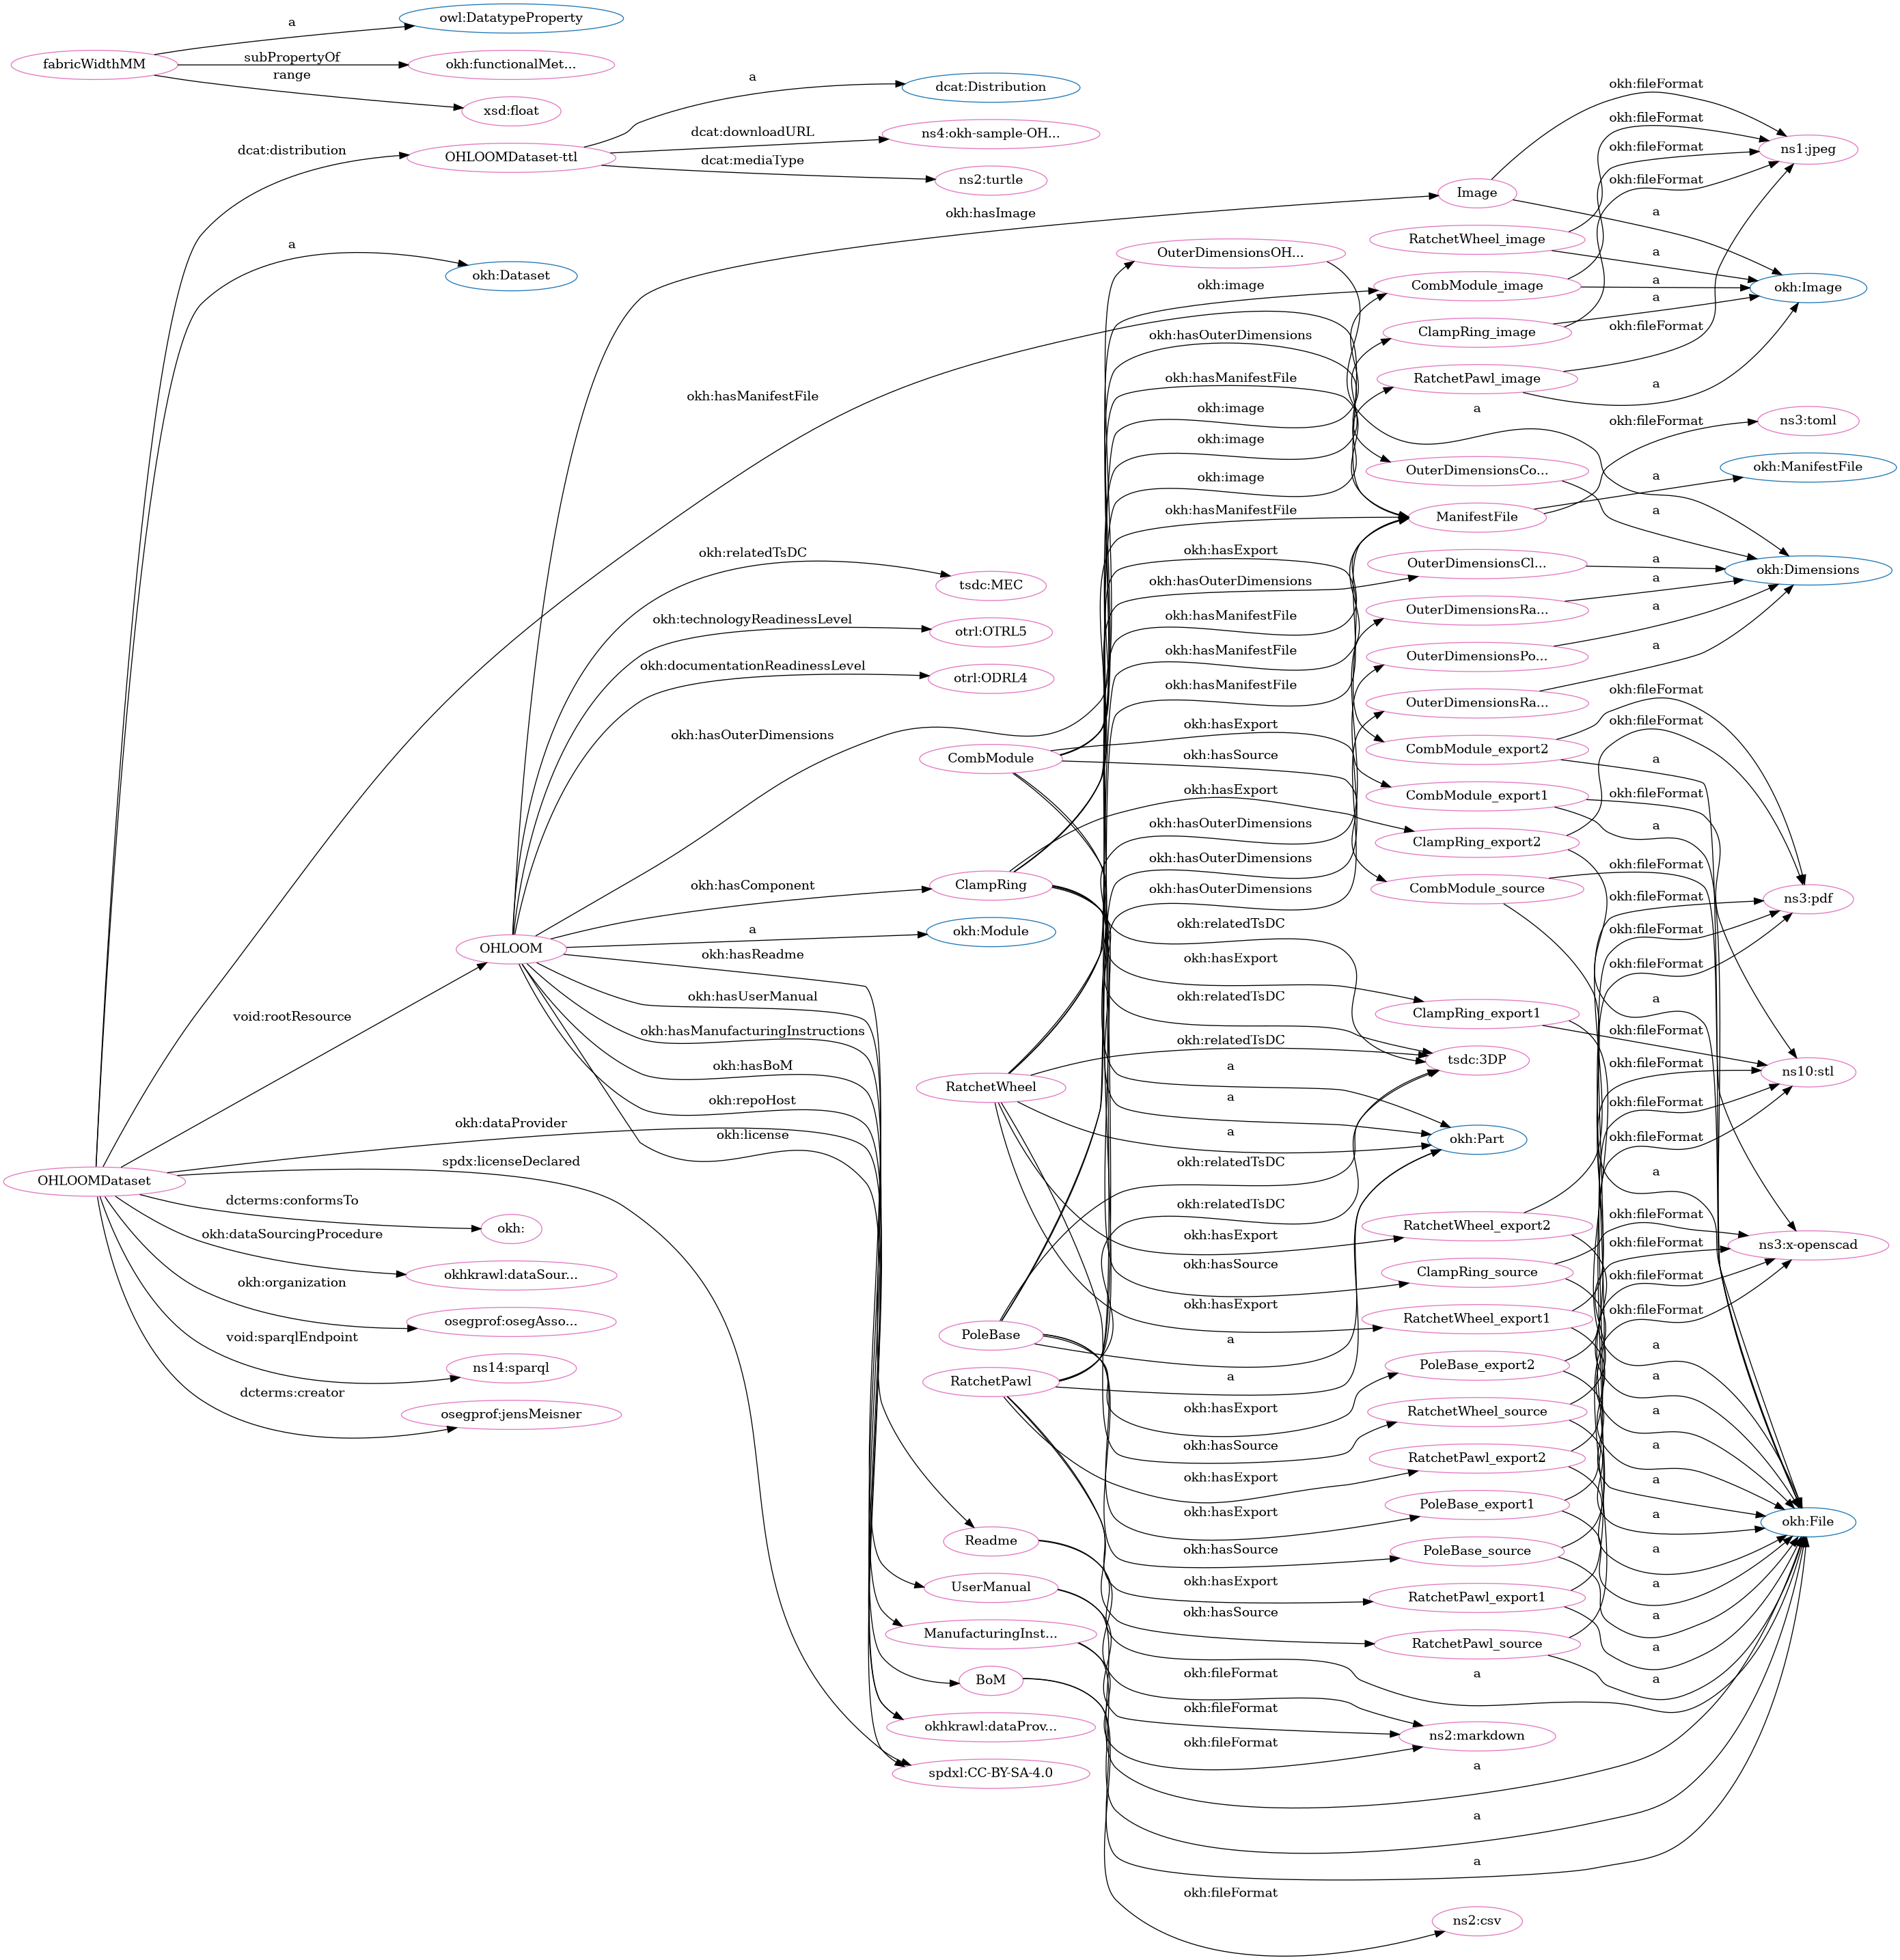 a
owl:DatatypeProperty
fabricWidthMM
subPropertyOf
okh:functionalMet...
range
xsd:float
dcat:distribution
OHLOOMDataset-ttl
a
dcat:Distribution
dcat:downloadURL
ns4:okh-sample-OH...
dcat:mediaType
ns2:turtle
a
okh:Dataset
okh:hasImage
Image
okh:fileFormat
ns1:jpeg
okh:fileFormat
okh:fileFormat
okh:fileFormat
a
RatchetWheel_image
a
okh:Image
OuterDimensionsOH...
okh:image
CombModule_image
a
a
okh:hasOuterDimensions
ClampRing_image
okh:fileFormat
okh:hasManifestFile
okh:hasManifestFile
RatchetPawl_image
a
okh:image
a
okh:image
okh:fileFormat
ns3:toml
OuterDimensionsCo...
okh:ManifestFile
okh:image
a
okh:hasManifestFile
ManifestFile
a
okh:relatedTsDC
tsdc:MEC
okh:hasExport
okh:hasOuterDimensions
OuterDimensionsCl...
a
okh:Dimensions
a
okh:technologyReadinessLevel
otrl:OTRL5
okh:hasManifestFile
OuterDimensionsRa...
a
okh:documentationReadinessLevel
otrl:ODRL4
okh:hasManifestFile
OuterDimensionsPo...
a
okh:hasManifestFile
OuterDimensionsRa...
okh:fileFormat
okh:hasOuterDimensions
CombModule
okh:hasExport
okh:hasSource
CombModule_export2
okh:fileFormat
a
okh:hasExport
CombModule_export1
okh:fileFormat
okh:hasOuterDimensions
a
ClampRing_export2
okh:hasOuterDimensions
okh:fileFormat
okh:hasComponent
ClampRing
okh:hasOuterDimensions
CombModule_source
okh:fileFormat
ns3:pdf
OHLOOM
a
okh:Module
okh:relatedTsDC
okh:fileFormat
okh:hasReadme
okh:hasExport
okh:fileFormat
okh:hasUserManual
okh:relatedTsDC
a
void:rootResource
okh:hasManufacturingInstructions
okh:relatedTsDC
ClampRing_export1
okh:fileFormat
okh:hasBoM
a
tsdc:3DP
okh:fileFormat
ns10:stl
RatchetWheel
okh:repoHost
a
okh:fileFormat
okh:dataProvider
okh:license
a
okh:Part
okh:fileFormat
OHLOOMDataset
spdx:licenseDeclared
okh:relatedTsDC
a
dcterms:conformsTo
okh:
okh:relatedTsDC
RatchetWheel_export2
okh:fileFormat
okh:dataSourcingProcedure
okh:hasExport
okh:fileFormat
ns3:x-openscad
okhkrawl:dataSour...
okh:hasSource
ClampRing_source
okh:fileFormat
okh:organization
osegprof:osegAsso...
okh:hasExport
RatchetWheel_export1
okh:fileFormat
void:sparqlEndpoint
PoleBase
a
a
ns14:sparql
RatchetPawl
a
PoleBase_export2
a
dcterms:creator
osegprof:jensMeisner
okh:hasExport
RatchetWheel_source
a
okh:hasSource
RatchetPawl_export2
a
okh:hasExport
a
okh:hasExport
PoleBase_export1
a
okh:File
Readme
okh:hasSource
PoleBase_source
a
UserManual
okh:hasExport
RatchetPawl_export1
a
ManufacturingInst...
okh:hasSource
RatchetPawl_source
a
a
BoM
okh:fileFormat
a
a
okhkrawl:dataProv...
okh:fileFormat
ns2:markdown
okh:fileFormat
spdxl:CC-BY-SA-4.0
a
a
a
okh:fileFormat
ns2:csv